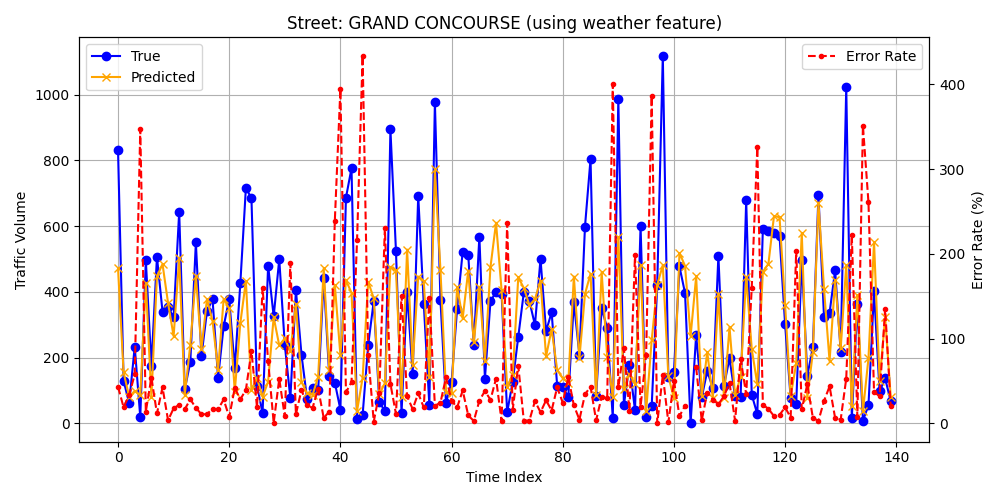 Street: GRAND CONCOURSE (using weather feature)
True
Predicted
Error Rate
1000
800
600
400
200
0
Traffic Volume
400
300
200
100
0
Error Rate (%)
0 20 40 60 80 100 120 140
Time Index